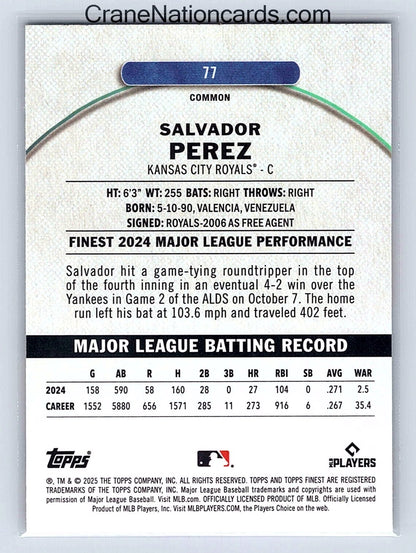 CraneNationcards.com
77
COMMON
SALVADOR
PEREZ
KANSAS CITY ROYALS® - C
HT: 6'3" WT: 255 BATS: RIGHT THROWS: RIGHT
BORN: 5-10-90, VALENCIA, VENEZUELA
SIGNED: ROYALS-2006 AS FREE AGENT
FINEST 2024 MAJOR LEAGUE PERFORMANCE
Salvador hit a game-tying roundtripper in the top
of the fourth inning in an eventual 4-2 win over the
Yankees in Game 2 of the ALDS on October 7. The home
run left his bat at 103.6 mph and traveled 402 feet.
MAJOR LEAGUE BATTING RECORD
G AB R H 2B 3B HR RBI SB AVG WAR
2024 158 590 58 160 28 0 27 104 0 .271 2.5
CAREER 1552 5880 656 1571 285 11 273 916 6 .267 35.4
Topps
MLB PLAYERS
®, TM & © 2025 THE TOPPS COMPANY, INC. ALL RIGHTS RESERVED. TOPPS AND TOPPS FINEST ARE REGISTERED
TRADEMARKS OF THE TOPPS COMPANY, INC. Major League Baseball trademarks and copyrights are used with
permission of Major League Baseball. Visit MLB.com. OFFICIALLY LICENSED PRODUCT OF MLB. Officially Licensed
Product of MLB Players, Inc. Visit MLBPLAYERS.COM, the Players Choice on the web.